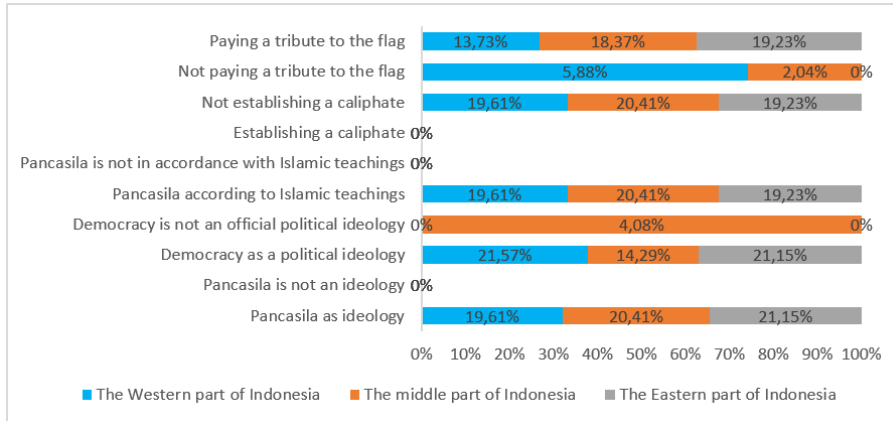 Paying a tribute to the flag 13,73% 18,37% 19,23%
Not paying a tribute to the flag 5,88% 2,04% 0%
Not establishing a caliphate 19,61% 20,41% 19,23%
Establishing a caliphate 0%
Pancasila is not in accordance with Islamic teachings 0%
Pancasila according to Islamic teachings 19,61% 20,41% 19,23%
Democracy is not an official political ideology 0% 4,08% 0%
Democracy as a political ideology 21,57% 14,29% 21,15%
Pancasila is not an ideology 0%
Pancasila as ideology 19,61% 20,41% 21,15%
0% 10% 20% 30% 40% 50% 60% 70% 80% 90% 100%
The Western part of Indonesia The middle part of Indonesia The Eastern part of Indonesia